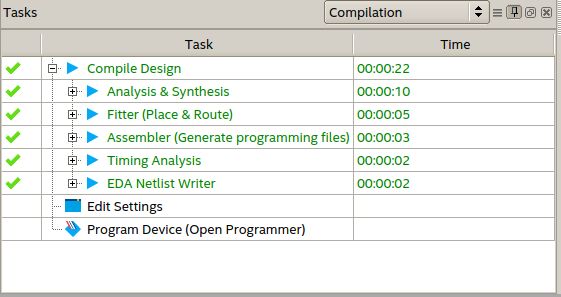 Tasks Compilation
Task Time
Compile Design 00:00:22
Analysis & Synthesis 00:00:10
Fitter (Place & Route) 00:00:05
Assembler (Generate programming files) 00:00:03
Timing Analysis 00:00:02
EDA Netlist Writer 00:00:02
Edit Settings
Program Device (Open Programmer)